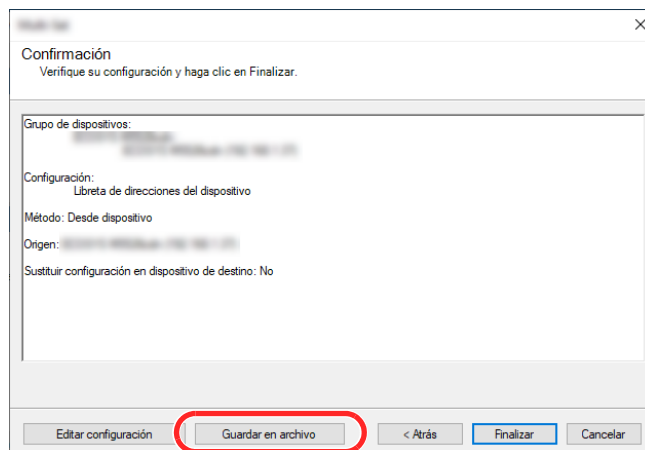 Confirmación
Verifique su configuración y haga clic en Finalizar.
Grupo de dispositivos:
Configuración:
Libreta de direcciones del dispositivo
Método: Desde dispositivo
Origen:
Sustituir configuración en dispositivo de destino: No
Editar configuración
Guardar en archivo
< Atrás
Finalizar
Cancelar